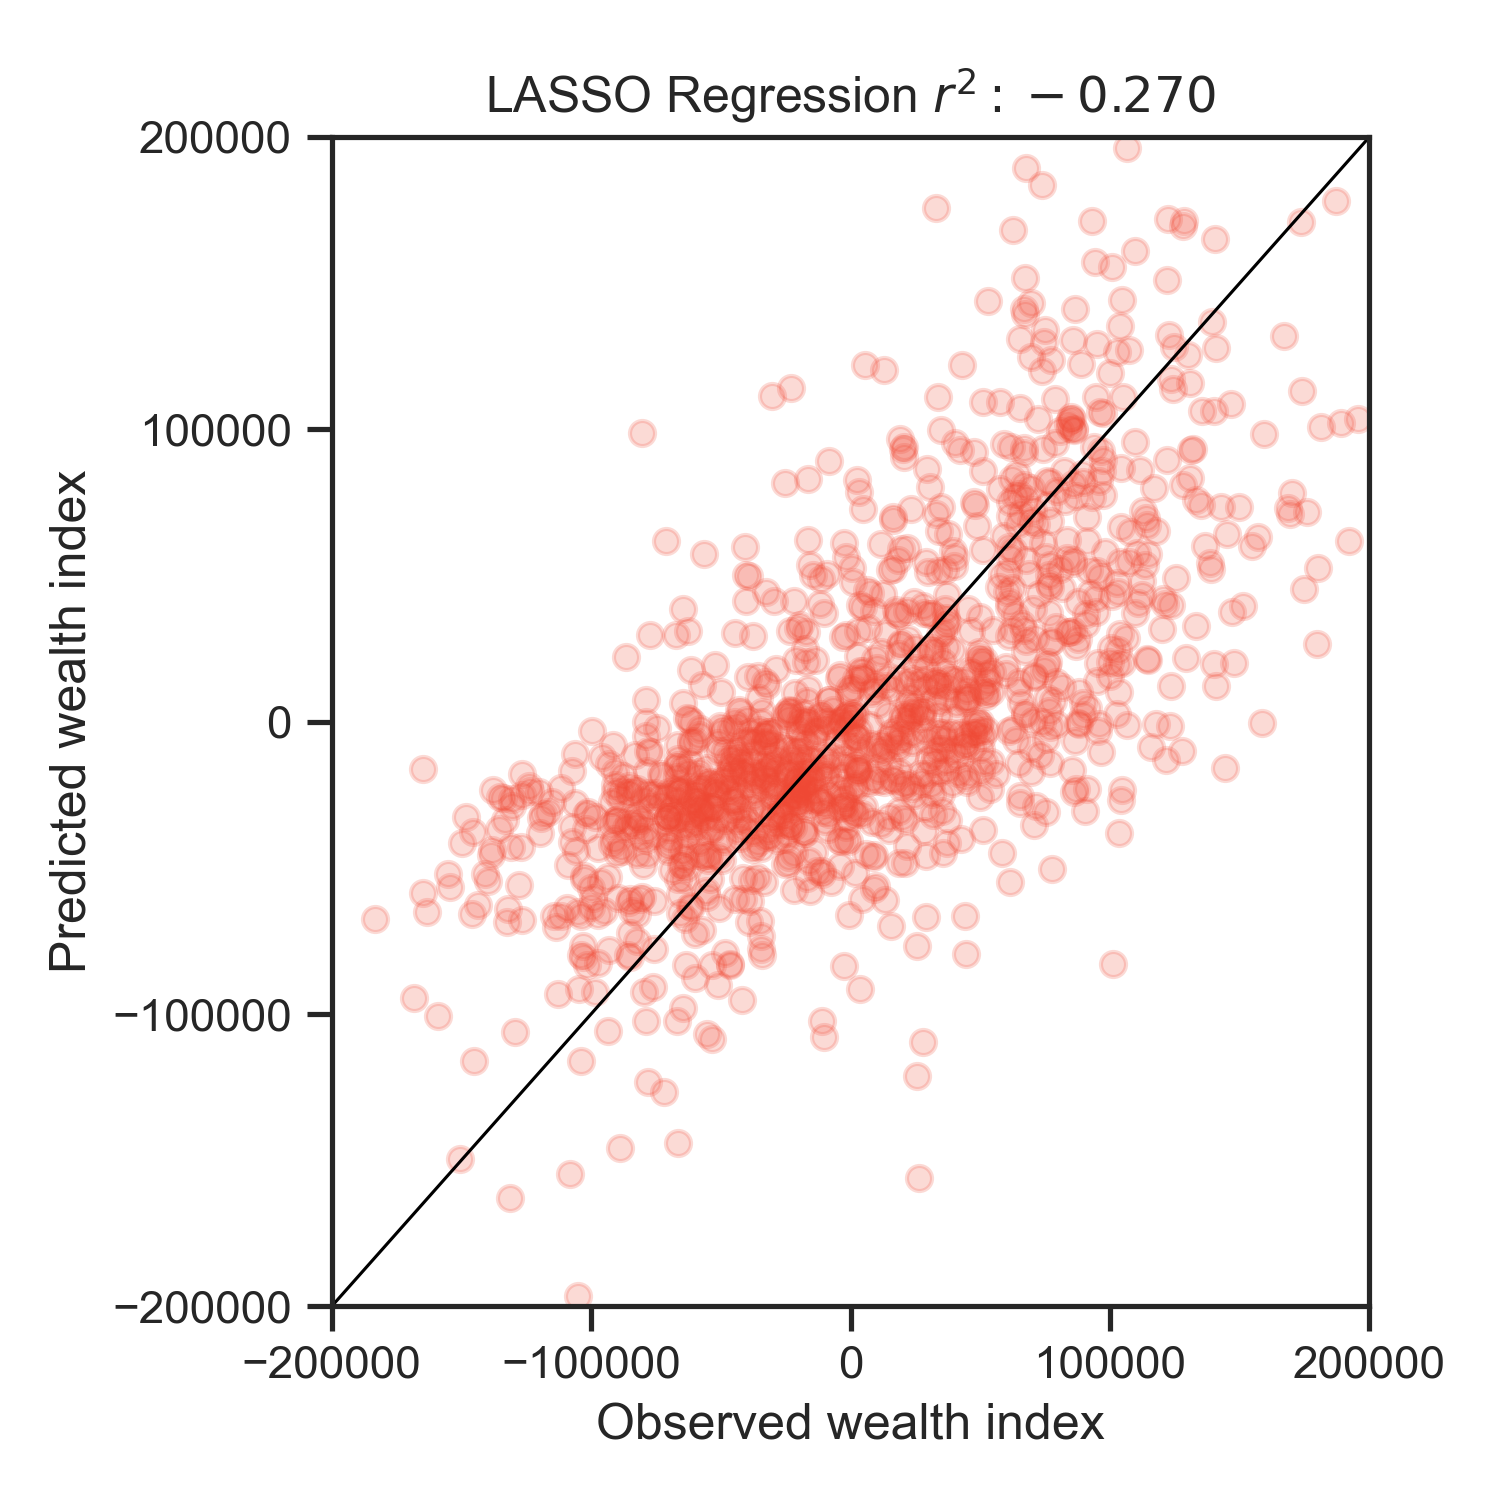 LASSO Regression r²: −0.270
200000
100000
0
−100000
−200000
Predicted wealth index
−200000 −100000 0 100000 200000
Observed wealth index